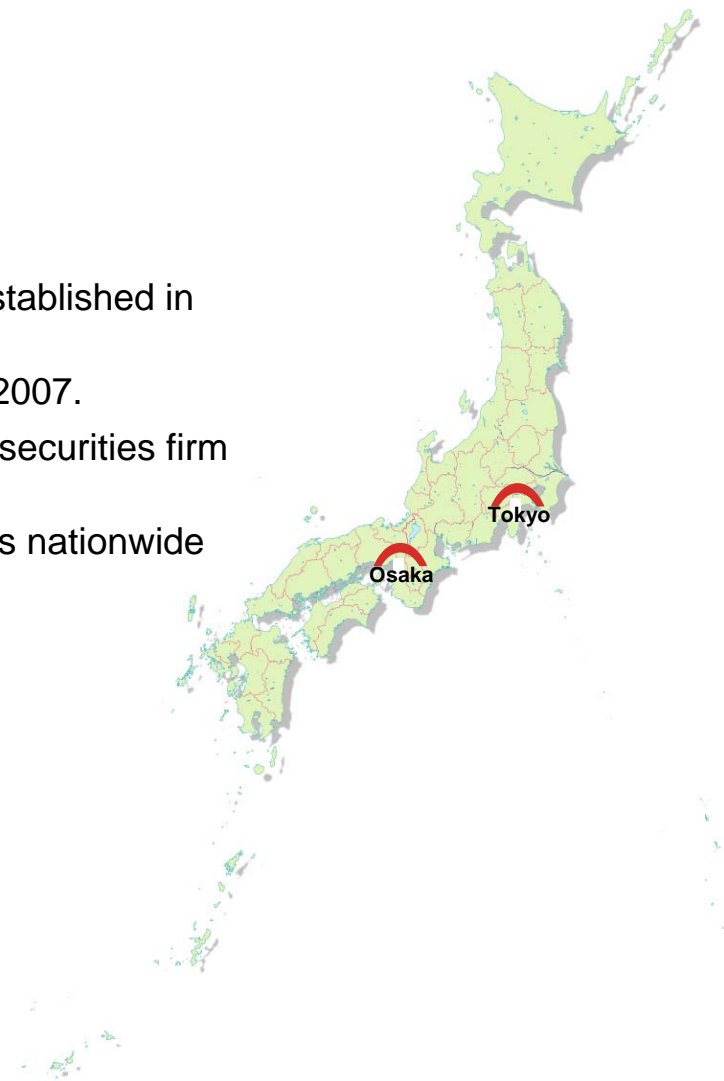 stablished in
2007.
securities firm
s nationwide
Tokyo
Osaka